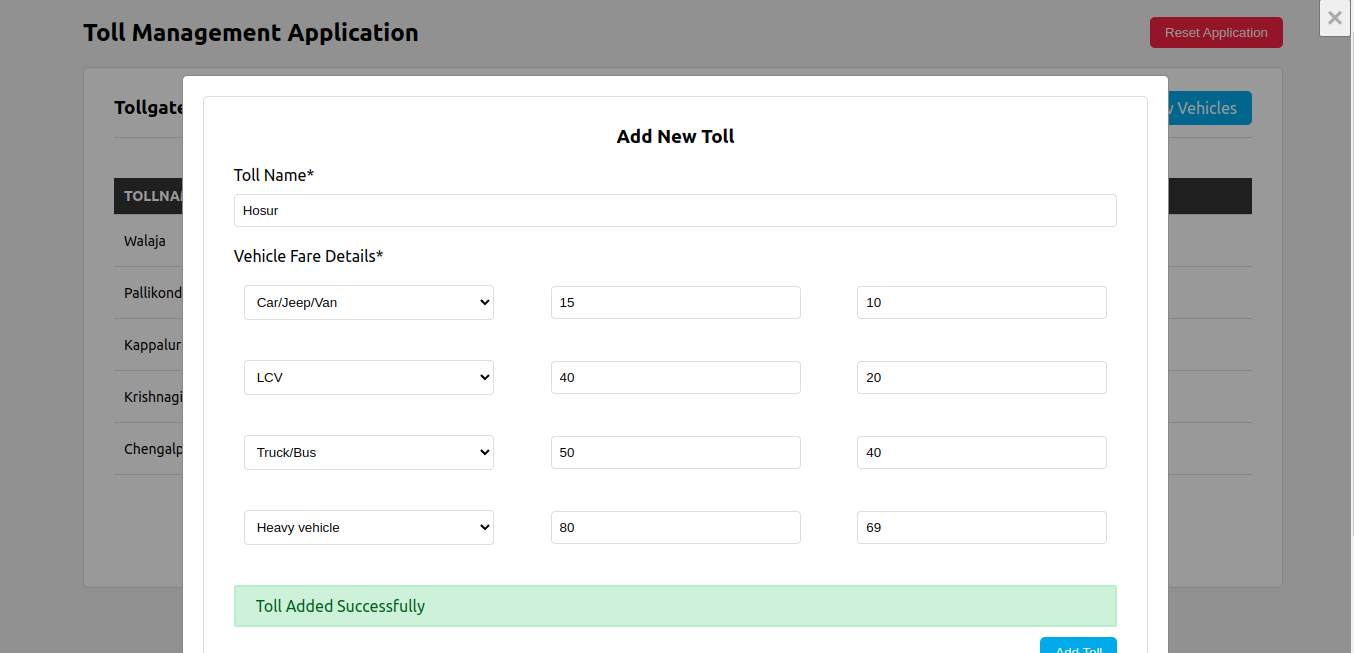 Toll Management Application
Reset Application
×
Tollgate
Vehicles
Add New Toll
Toll Name*
Hosur
Vehicle Fare Details*
Car/Jeep/Van 15 10
LCV 40 20
Truck/Bus 50 40
Heavy vehicle 80 69
Toll Added Successfully
Add Toll
TOLLNA
Walaja
Pallikond
Kappalur
Krishnagi
Chengalp